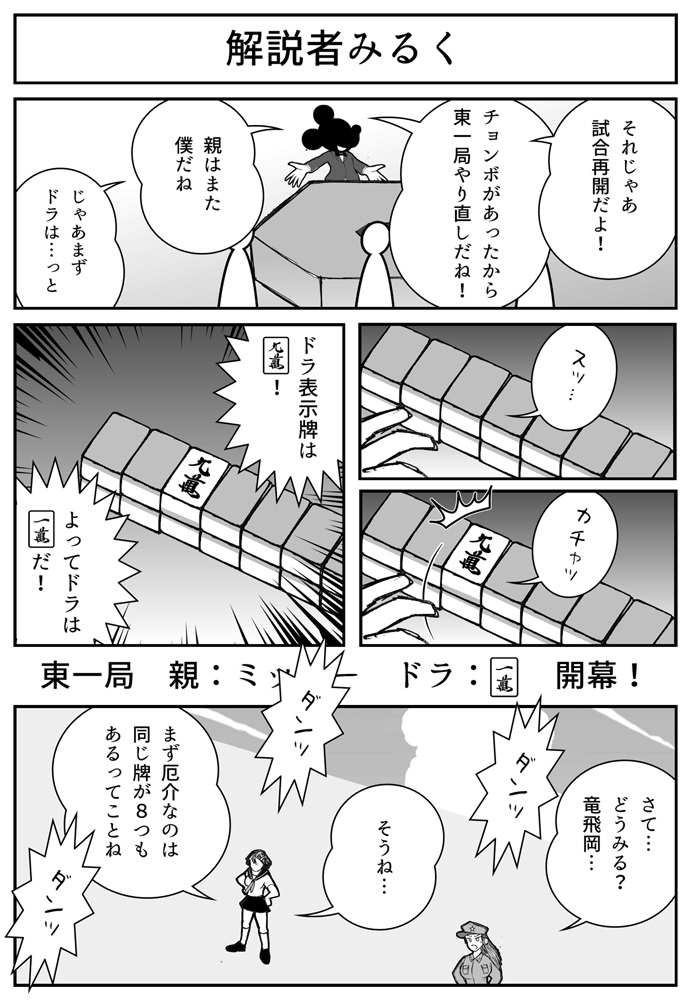 解説者みるく
それじゃあ
試合再開だよ！
チョンボがあったから
東一局やり直しだね！
親はまた
僕だね
じゃあまず
ドラは…っと
スッ…
カチャッ
九萬
ドラ表示牌は
九萬！
九萬
よってドラは
一萬だ！
東一局　親：ミッ　ー　ドラ：一萬　開幕！
さて…
どうみる？
竜飛岡…
ダンッ
そうね…
ダンッ
まず厄介なのは
同じ牌が８つも
あるってことね
ダンッ